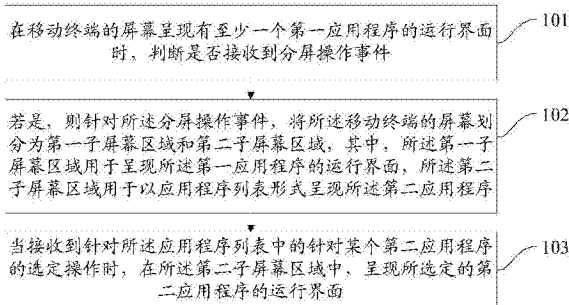 在移动终端的屏幕呈现有至少一个第一应用程序的运行界面
时，判断是否接收到分屏操作事件
101
若是，则针对所述分屏操作事件，将所述移动终端的屏幕划
分为第一子屏幕区域和第二子屏幕区域，其中，所述第一子
屏幕区域用于呈现所述第一应用程序的运行界面，所述第二
子屏幕区域用于以应用程序列表形式呈现所述第二应用程序
102
当接收到针对所述应用程序列表中的针对某个第二应用程序
的选定操作时，在所述第二子屏幕区域中，呈现所选定的第
二应用程序的运行界面
103